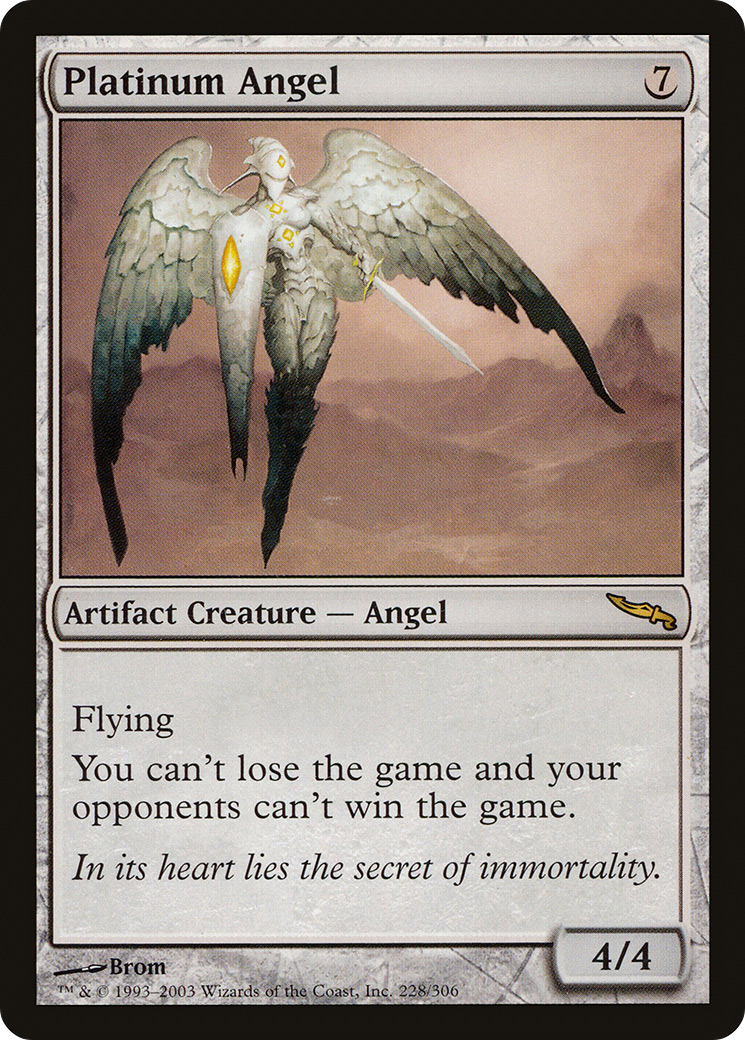 Platinum Angel 7
Artifact Creature — Angel
Flying
You can't lose the game and your
opponents can't win the game.
In its heart lies the secret of immortality.
4/4
Brom
™ & © 1993–2003 Wizards of the Coast, Inc. 228/306